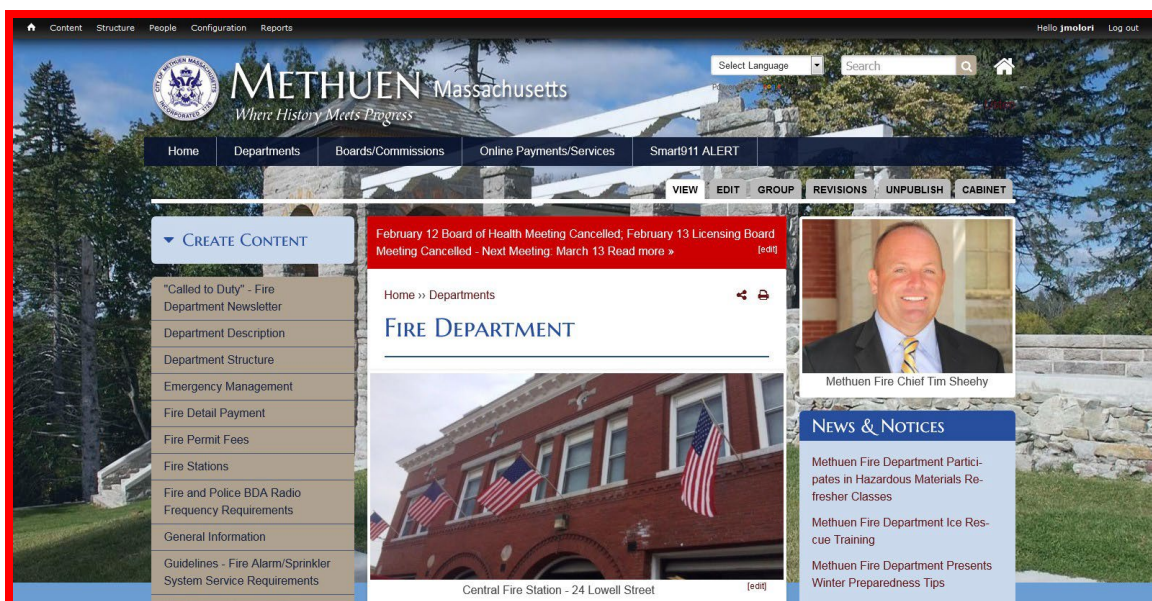 Content Structure People Configuration Reports
Hello jmolori Log out
CITY OF METHUEN MASSACHUSETTS
INCORPORATED 1726
METHUEN Massachusetts
Where History Meets Progress
Select Language
Search
Home Departments Boards/Commissions Online Payments/Services Smart911 ALERT
VIEW EDIT GROUP REVISIONS UNPUBLISH CABINET
CREATE CONTENT
"Called to Duty" - Fire
Department Newsletter
Department Description
Department Structure
Emergency Management
Fire Detail Payment
Fire Permit Fees
Fire Stations
Fire and Police BDA Radio
Frequency Requirements
General Information
Guidelines - Fire Alarm/Sprinkler
System Service Requirements
February 12 Board of Health Meeting Cancelled; February 13 Licensing Board
Meeting Cancelled - Next Meeting: March 13 Read more »
[edit]
Home ›› Departments
FIRE DEPARTMENT
Central Fire Station - 24 Lowell Street
[edit]
Methuen Fire Chief Tim Sheehy
NEWS & NOTICES
Methuen Fire Department Partici-
pates in Hazardous Materials Re-
fresher Classes
Methuen Fire Department Ice Res-
cue Training
Methuen Fire Department Presents
Winter Preparedness Tips